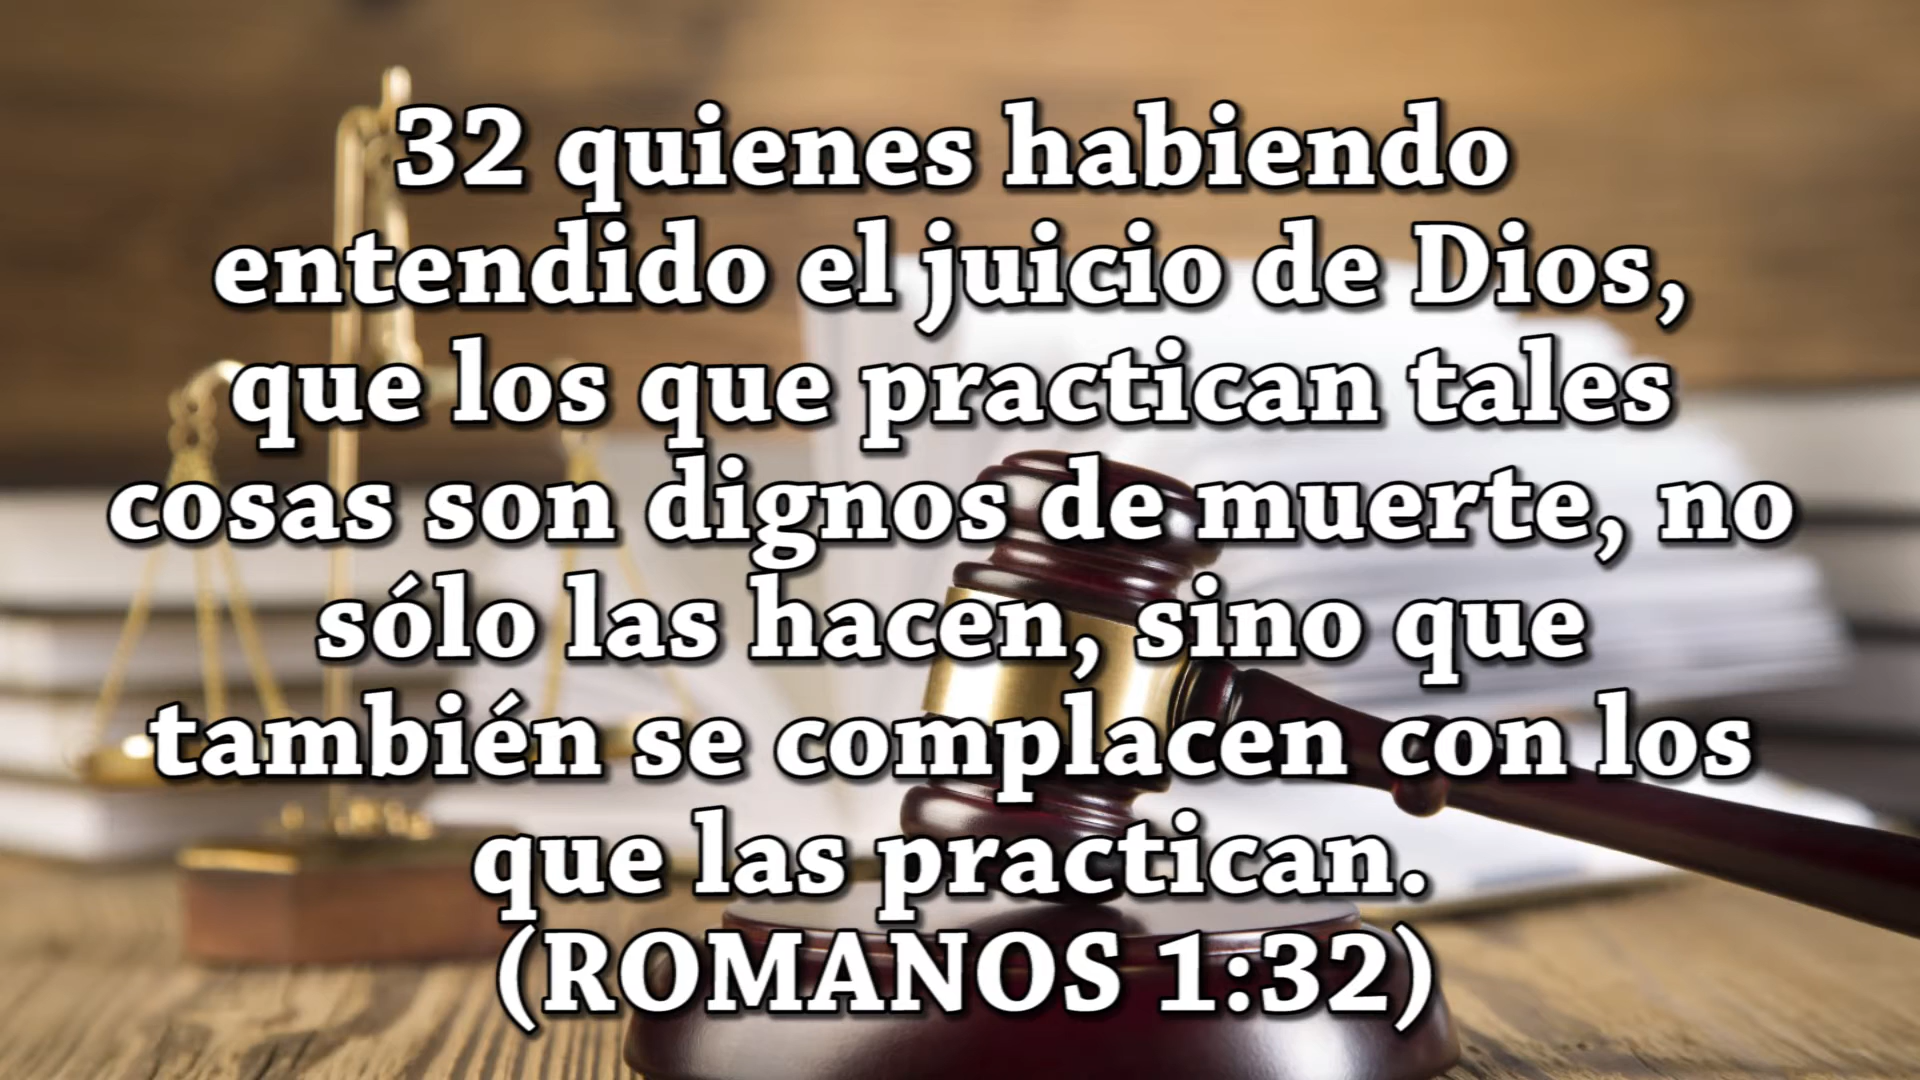 32 quienes habiendo
entendido el juicio de Dios,
que los que practican tales
cosas son dignos de muerte, no
sólo las hacen, sino que
también se complacen con los
que las practican.
(ROMANOS 1:32)